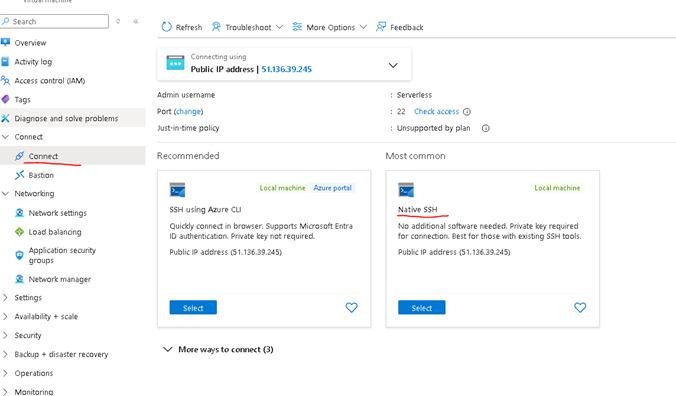 Virtual machine
Search
Overview
Activity log
Access control (IAM)
Tags
Diagnose and solve problems
Connect
Connect
Bastion
Networking
Network settings
Load balancing
Application security
groups
Network manager
Settings
Availability + scale
Security
Backup + disaster recovery
Operations
Monitoring
Refresh
Troubleshoot
More Options
Feedback
Connecting using
Public IP address | 51.136.39.245
Admin username : Serverless
Port (change) : 22 Check access
Just-in-time policy : Unsupported by plan
Recommended
Local machine Azure portal
SSH using Azure CLI
Quickly connect in browser. Supports Microsoft Entra
ID authentication. Private key not required.
Public IP address (51.136.39.245)
Select
Most common
Local machine
Native SSH
No additional software needed. Private key required
for connection. Best for those with existing SSH tools.
Public IP address (51.136.39.245)
Select
More ways to connect (3)